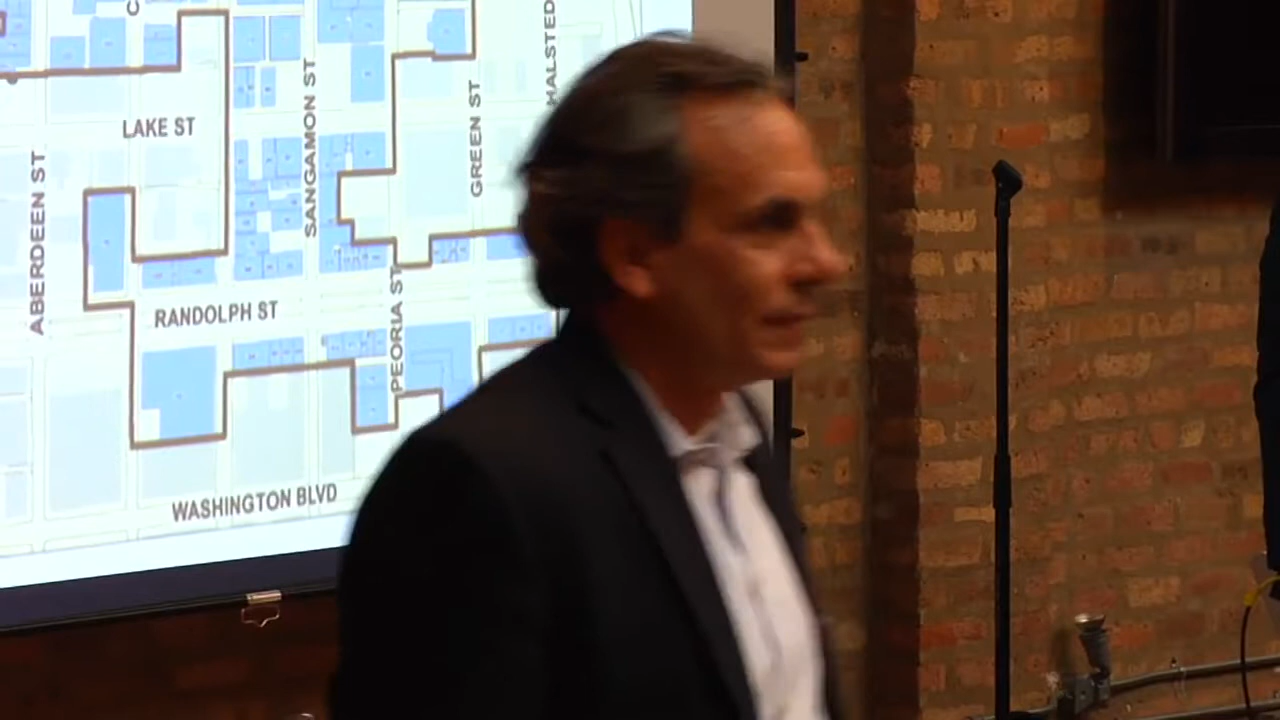 LAKE ST
SANGAMON ST
GREEN ST
HALSTED
ABERDEEN ST
RANDOLPH ST
PEORIA ST
WASHINGTON BLVD